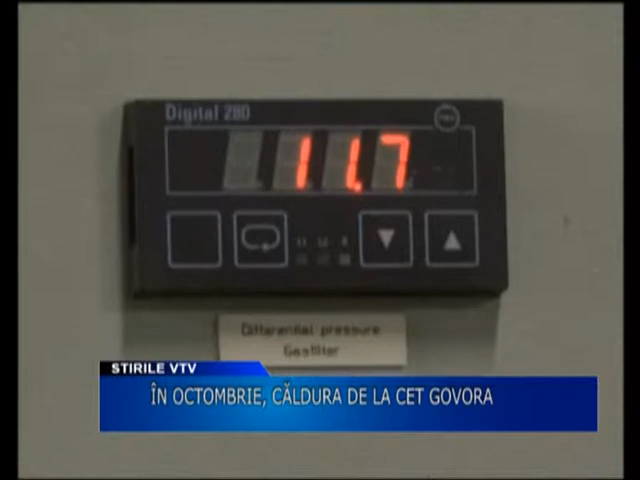 Digital 280
11.7
Differential pressure
Gasfilter
STIRILE VTV
ÎN OCTOMBRIE, CĂLDURA DE LA CET GOVORA